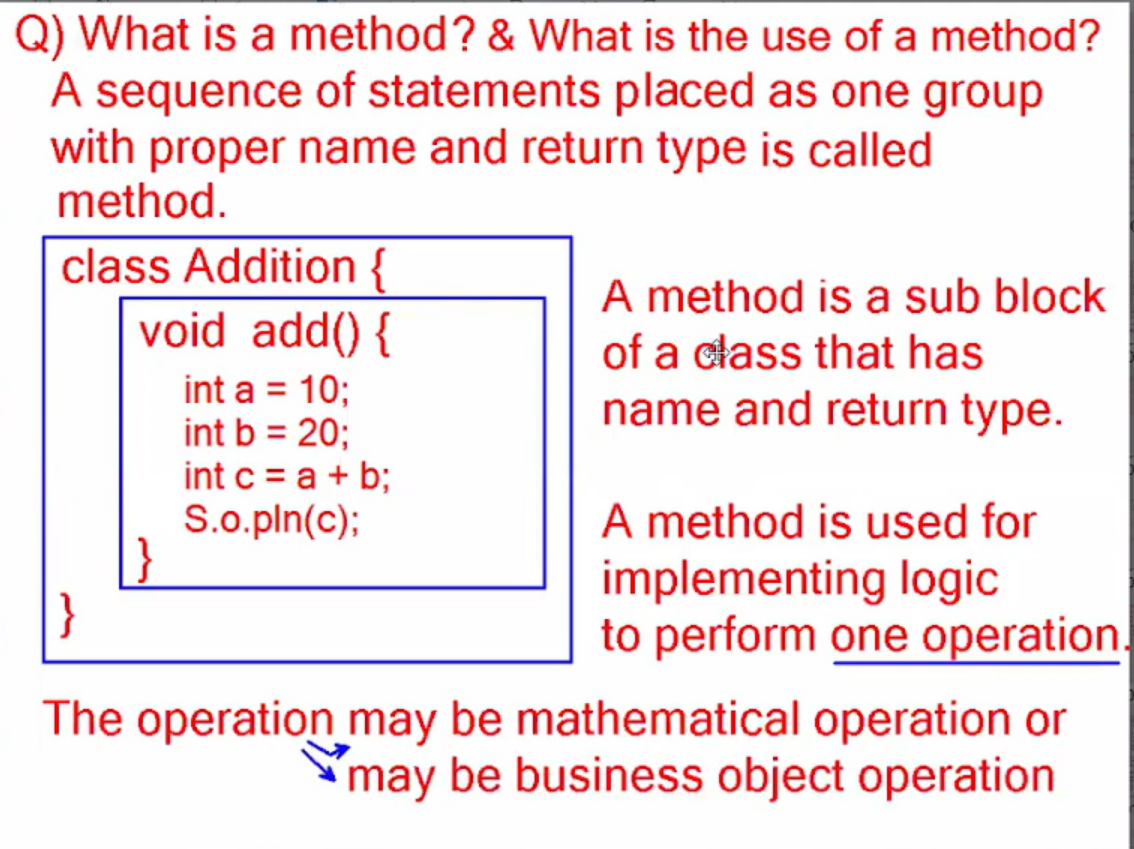 Q) What is a method? & What is the use of a method?
A sequence of statements placed as one group
with proper name and return type is called
method.
class Addition {
void add() {
int a = 10;
int b = 20;
int c = a + b;
S.o.pln(c);
}
}
A method is a sub block
of a class that has
name and return type.
A method is used for
implementing logic
to perform one operation.
The operation may be mathematical operation or
may be business object operation